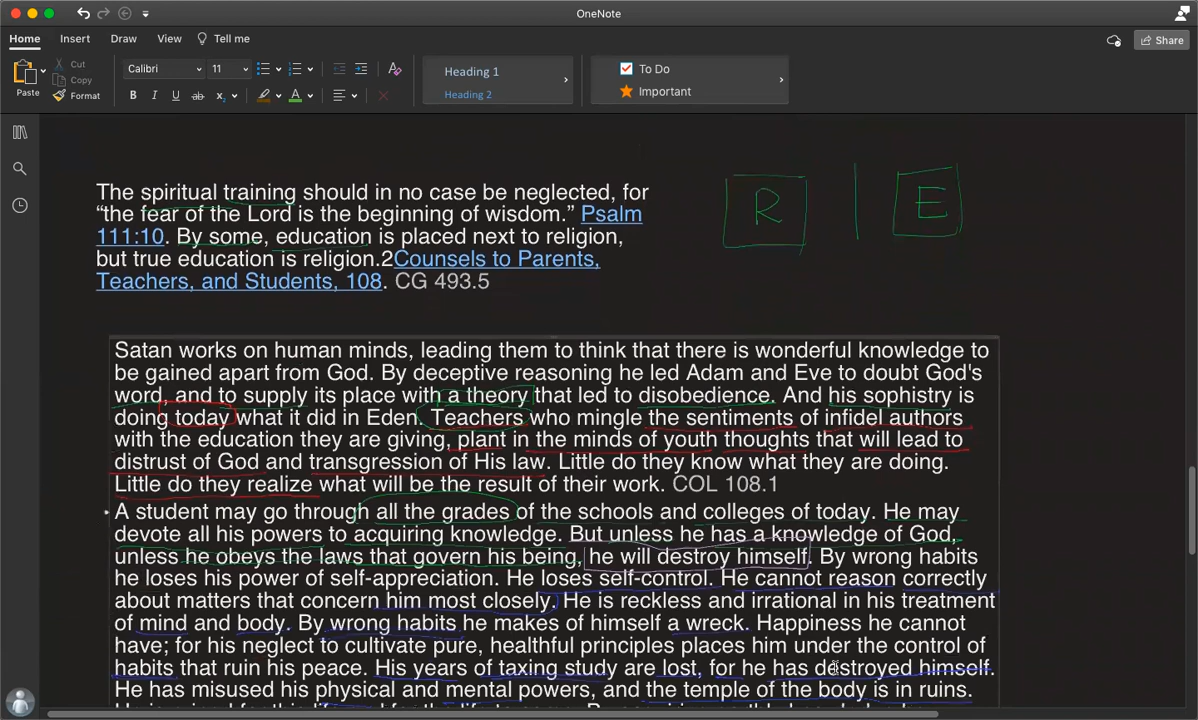 OneNote
Home Insert Draw View Tell me
Share
Paste
Cut
Copy
Format
Calibri 11
B I U ab x₂ A
Heading 1
Heading 2
To Do
Important
The spiritual training should in no case be neglected, for
“the fear of the Lord is the beginning of wisdom.” Psalm
111:10. By some, education is placed next to religion,
but true education is religion.2Counsels to Parents,
Teachers, and Students, 108. CG 493.5
R E
Satan works on human minds, leading them to think that there is wonderful knowledge to
be gained apart from God. By deceptive reasoning he led Adam and Eve to doubt God's
word, and to supply its place with a theory that led to disobedience. And his sophistry is
doing today what it did in Eden. Teachers who mingle the sentiments of infidel authors
with the education they are giving, plant in the minds of youth thoughts that will lead to
distrust of God and transgression of His law. Little do they know what they are doing.
Little do they realize what will be the result of their work. COL 108.1
A student may go through all the grades of the schools and colleges of today. He may
devote all his powers to acquiring knowledge. But unless he has a knowledge of God,
unless he obeys the laws that govern his being, he will destroy himself. By wrong habits
he loses his power of self-appreciation. He loses self-control. He cannot reason correctly
about matters that concern him most closely. He is reckless and irrational in his treatment
of mind and body. By wrong habits he makes of himself a wreck. Happiness he cannot
have; for his neglect to cultivate pure, healthful principles places him under the control of
habits that ruin his peace. His years of taxing study are lost, for he has destroyed himself.
He has misused his physical and mental powers, and the temple of the body is in ruins.